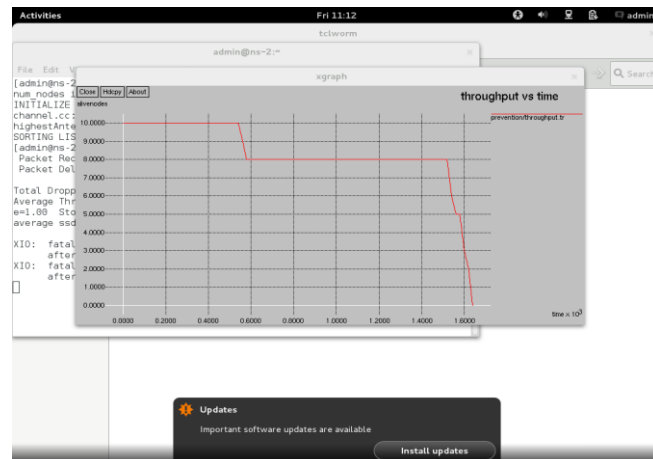 Activities
Fri 11:12
admin
tclworm
admin@ns-2:~
File Edit V
Search
xgraph
[admin@ns-2
num_nodes i
INITIALIZE
channel.cc:
highestAnte
SORTING LIS
[admin@ns-2
Packet Rec
Packet Del
Total Dropp
Average Thr
e=1.00 Sto
average ssd
XIO: fatal
after
XIO: fatal
after
Close Hdcpy About
throughput vs time
alivenodes
prevention/throughput.tr
10.0000
9.0000
8.0000
7.0000
6.0000
5.0000
4.0000
3.0000
2.0000
1.0000
0.0000
0.0000 0.2000 0.4000 0.6000 0.8000 1.0000 1.2000 1.4000 1.6000
time x 10³
Updates
Important software updates are available
Install updates